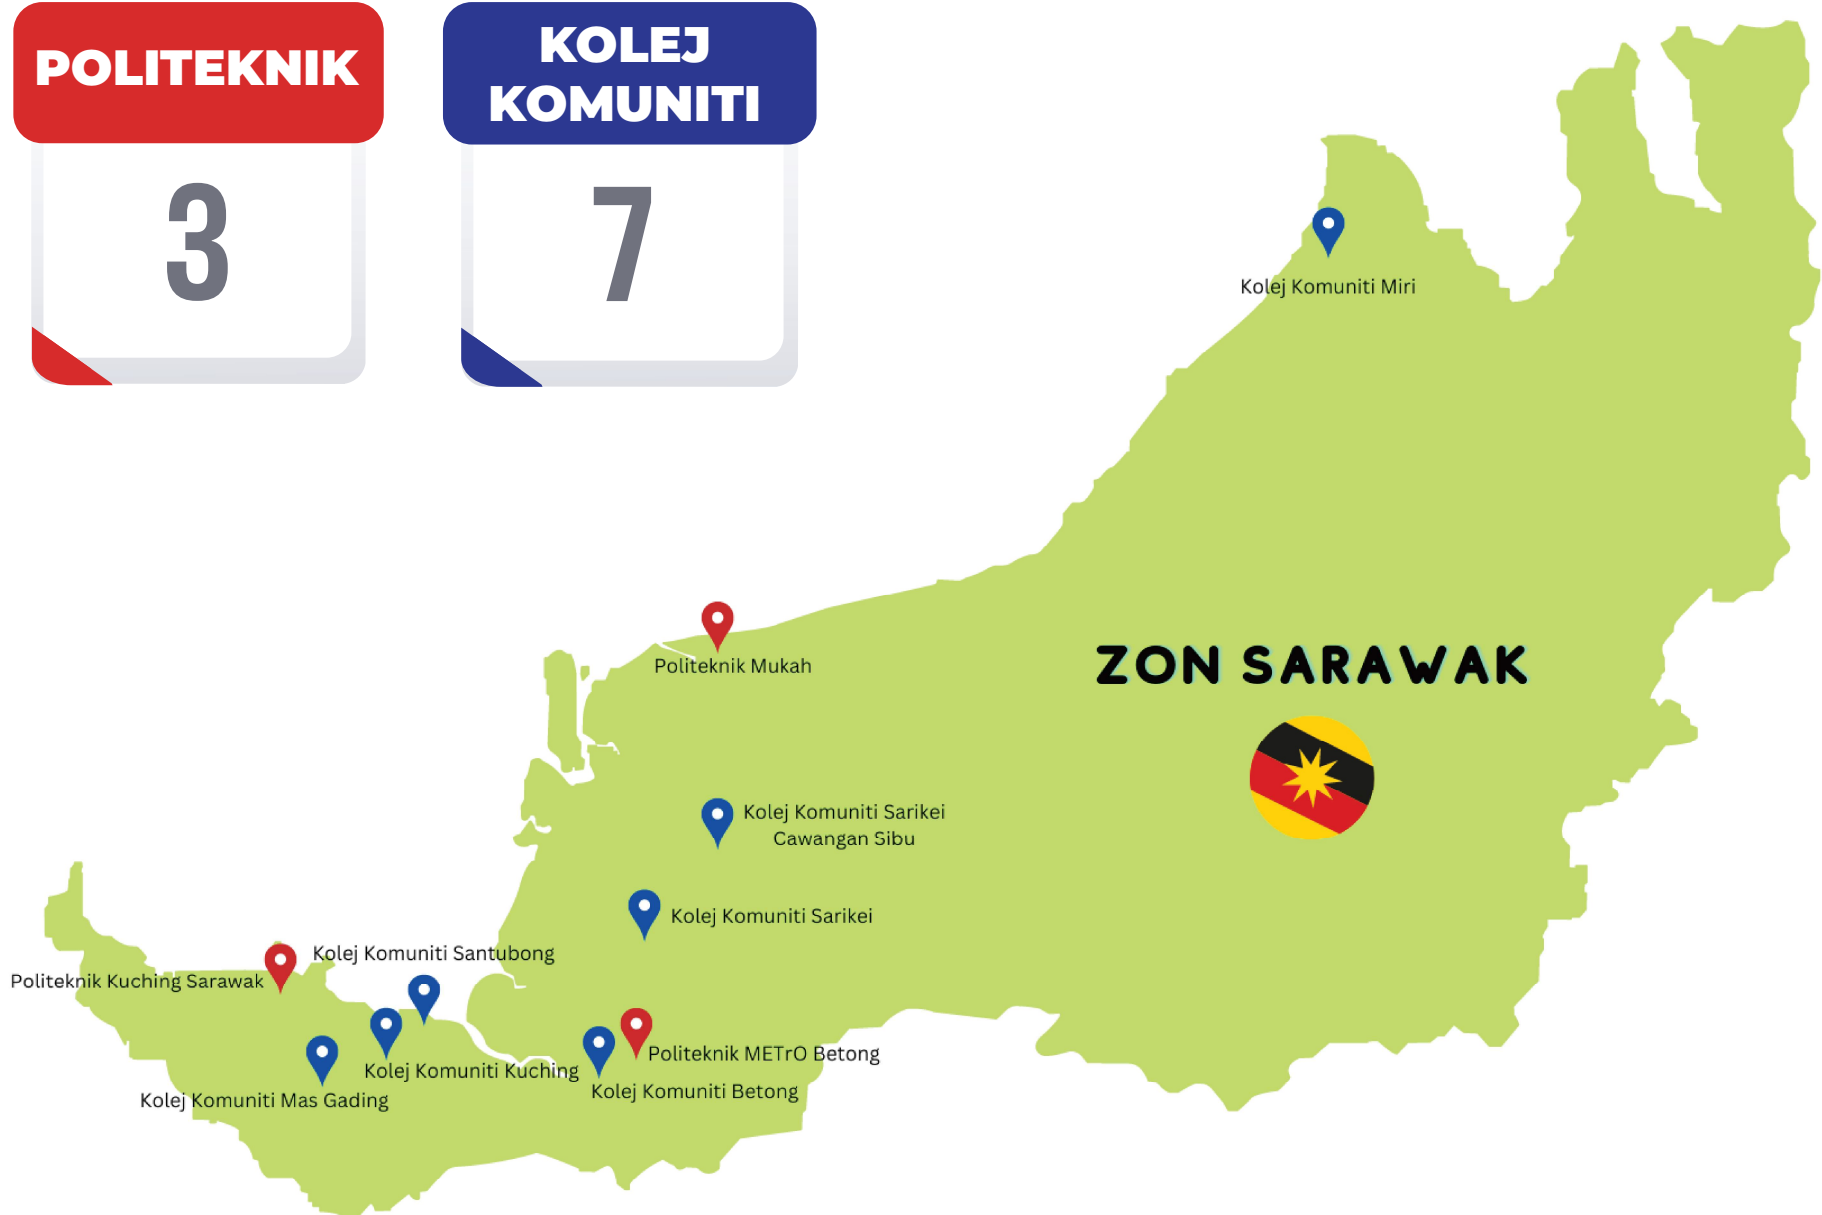 POLITEKNIK
3
KOLEJ
KOMUNITI
7
Kolej Komuniti Miri
Politeknik Mukah
ZON SARAWAK
Kolej Komuniti Sarikei
Cawangan Sibu
Kolej Komuniti Sarikei
Kolej Komuniti Santubong
Politeknik Kuching Sarawak
Politeknik METrO Betong
Kolej Komuniti Kuching
Kolej Komuniti Betong
Kolej Komuniti Mas Gading